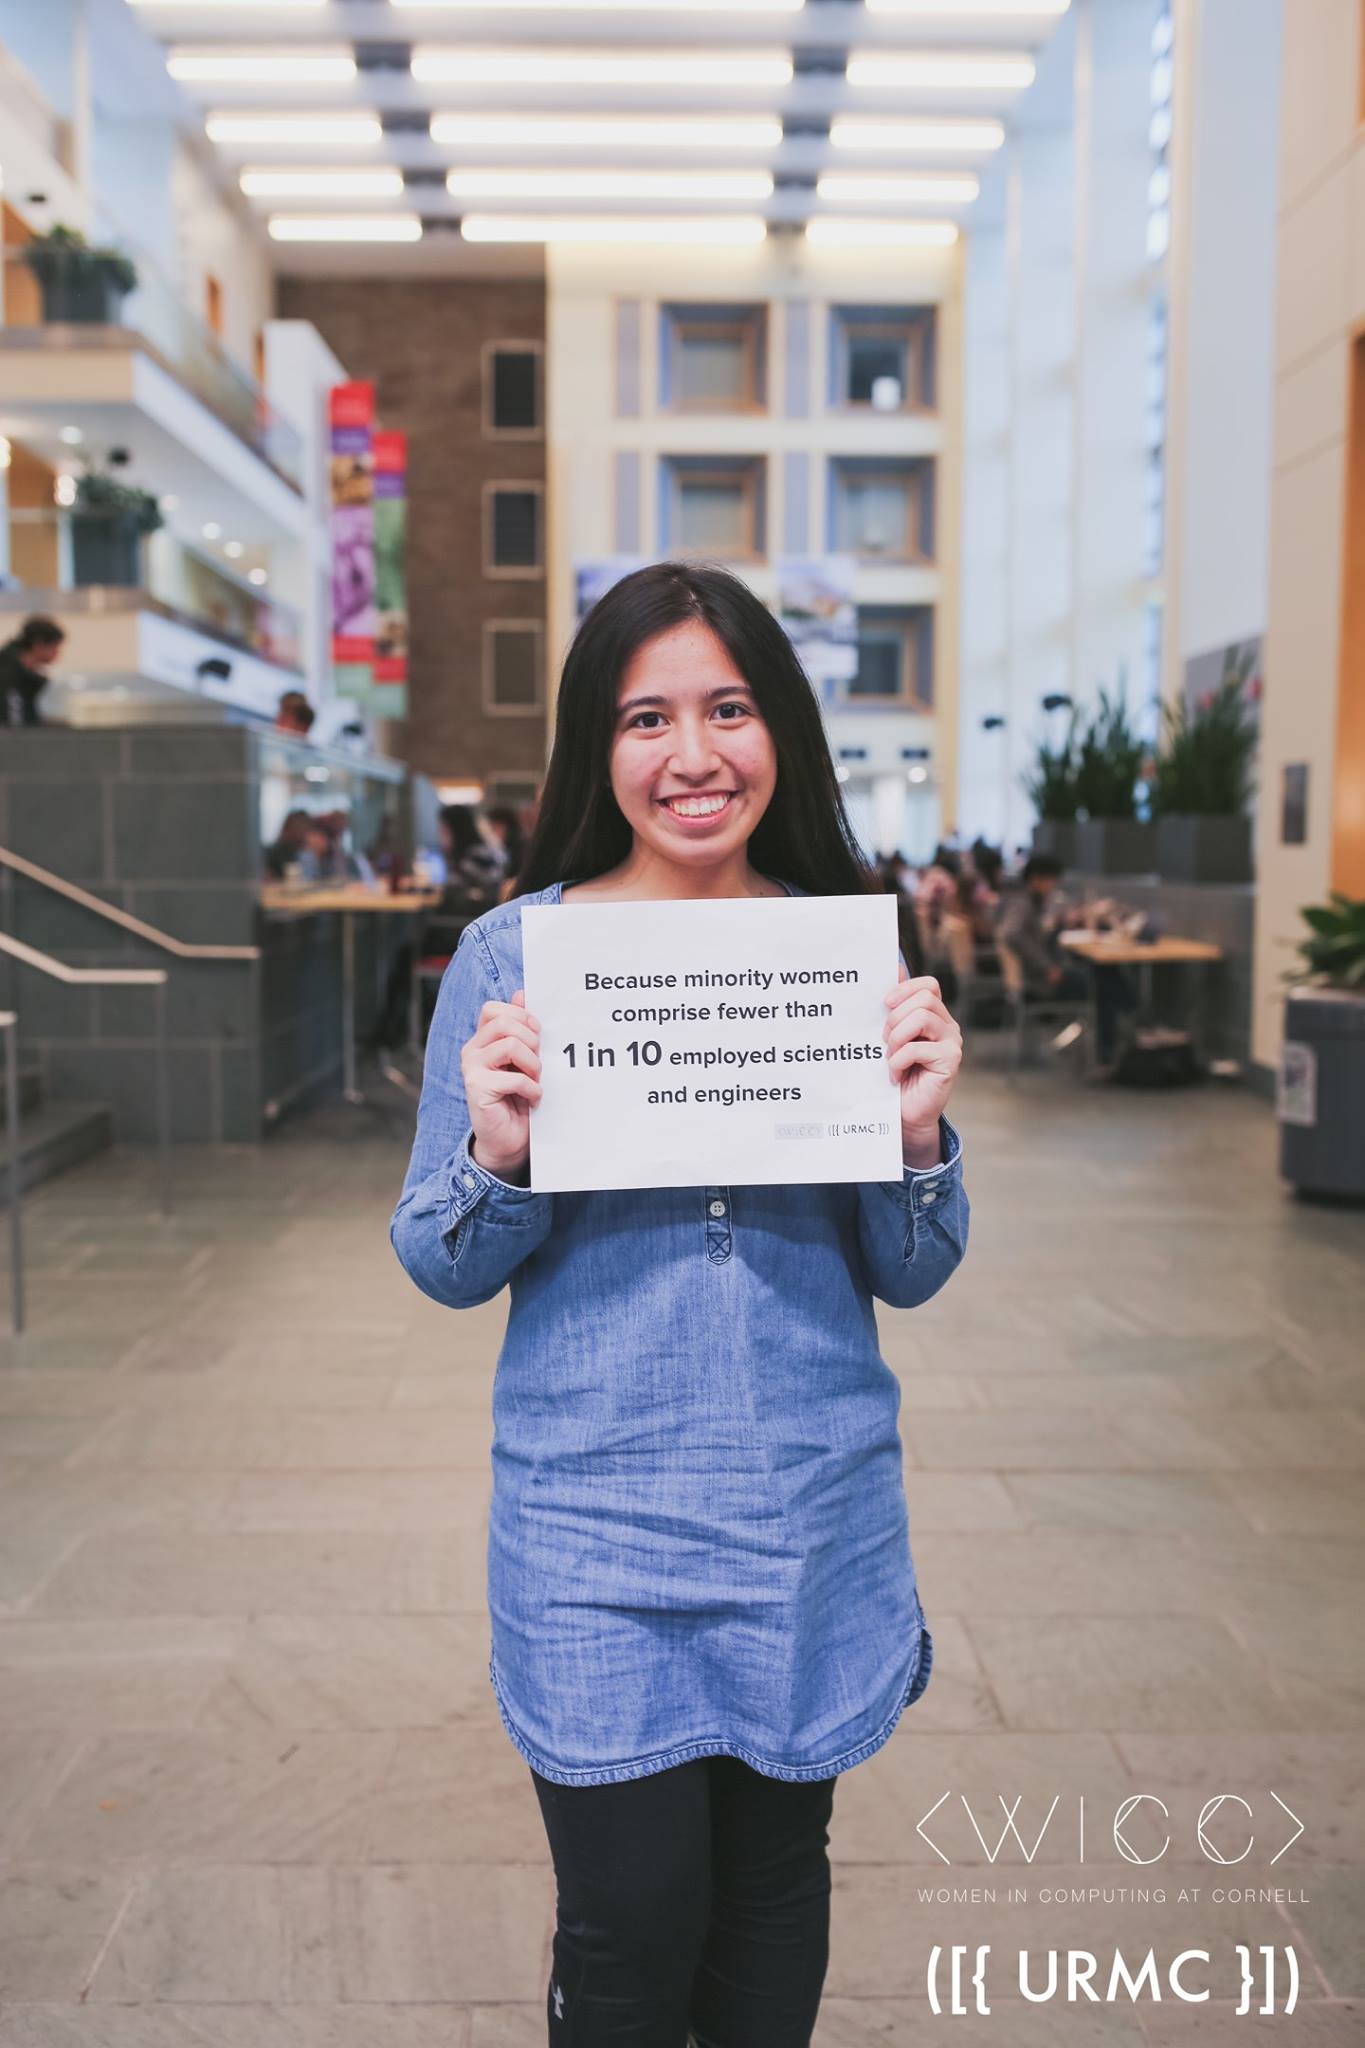 Because minority women
comprise fewer than
1 in 10 employed scientists
and engineers
<WICC> ([{ URMC }])
<WICC>
WOMEN IN COMPUTING AT CORNELL
([{ URMC }])